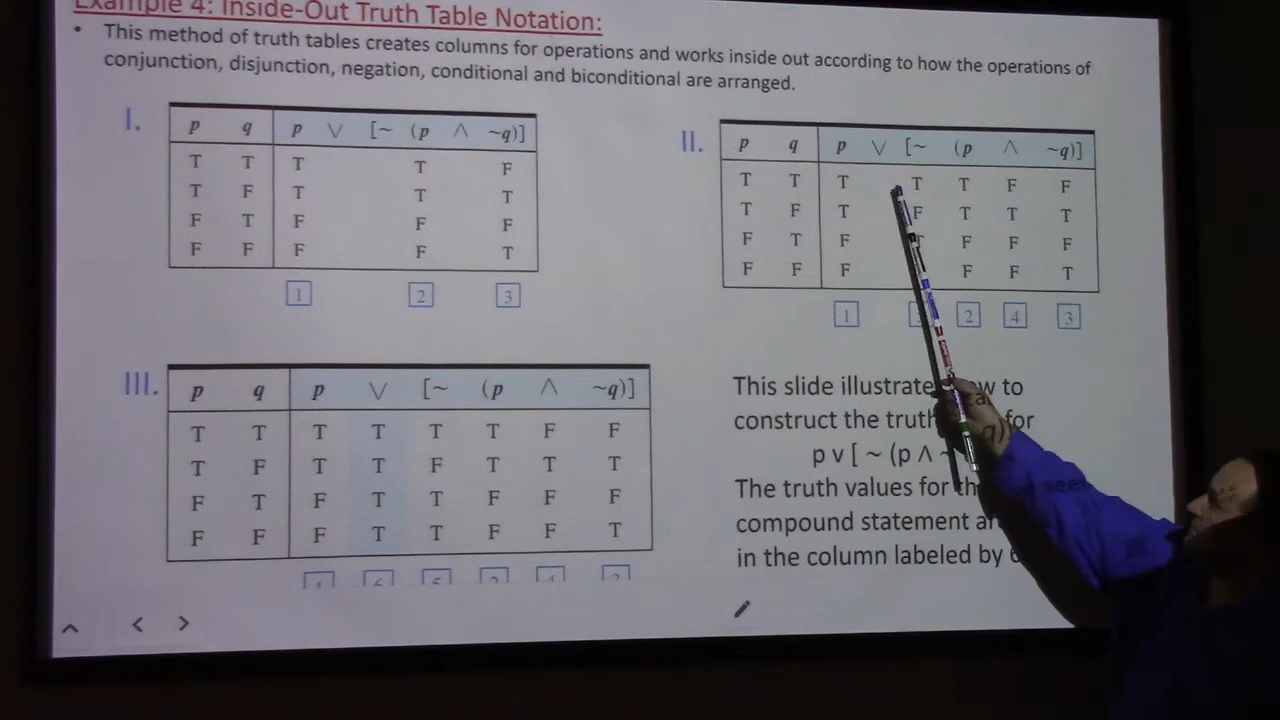 Example 4: Inside-Out Truth Table Notation:
• This method of truth tables creates columns for operations and works inside out according to how the operations of
conjunction, disjunction, negation, conditional and biconditional are arranged.
I.
p q p ∨ [~ (p ∧ ~q)]
T T T T F
T F T T T
F T F F F
F F F F T
1 2 3
II.
p q p ∨ [~ (p ∧ ~q)]
T T T T T F F
T F T F T T T
F T F T F F F
F F F F F T
1 2 4 3
III.
p q p ∨ [~ (p ∧ ~q)]
T T T T T T F F
T F T T F T T T
F T F T T F F F
F F F T T F F T
This slide to
construct the for
p v [ ~ (p ∧ ~
The truth values for
compound statement
in the column labeled by